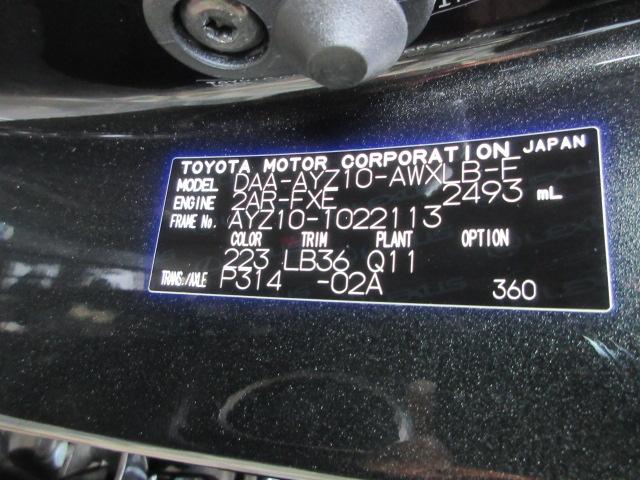 TOYOTA MOTOR CORPORATION JAPAN
MODEL DAA-AYZ10-AWXLB-E
ENGINE 2AR-FXE 2493 mL
FRAME No. AYZ10-T022113
COLOR TRIM PLANT OPTION
223 LB36 Q11
TRANS./AXLE P314 -02A 360